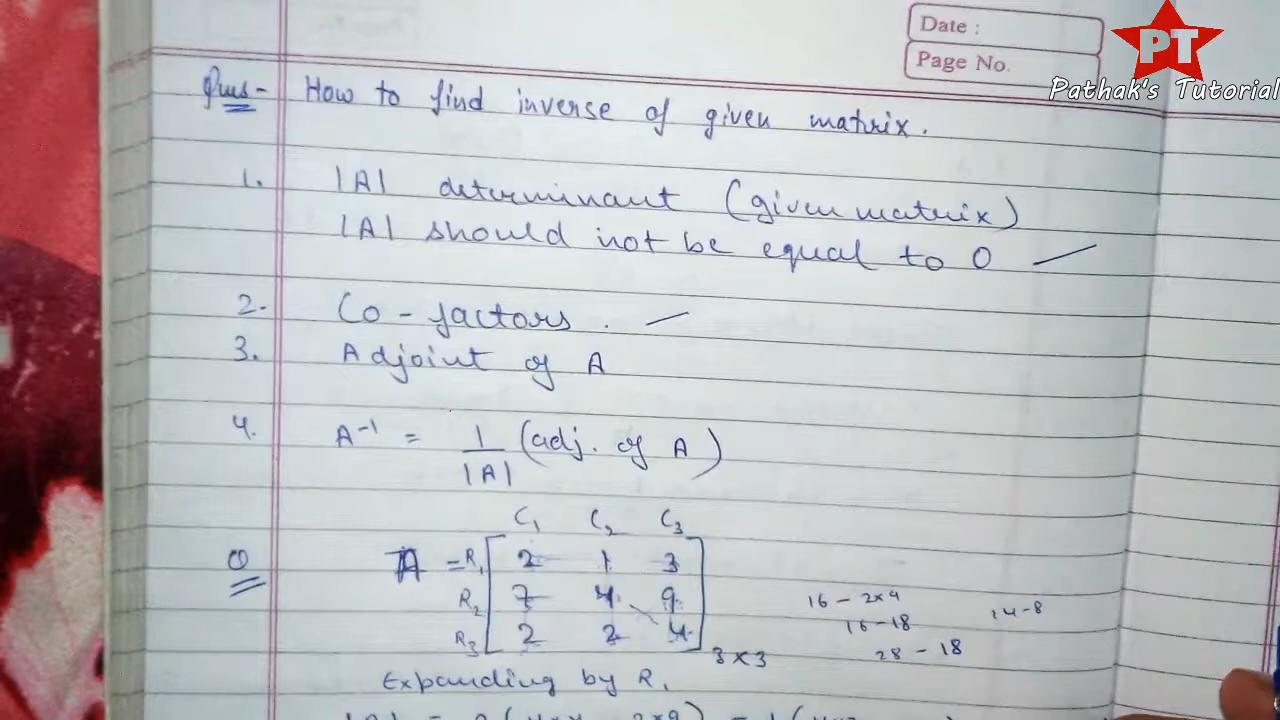 Date :
Page No.
PT
Pathak's Tutorial
Ques- How to find inverse of given matrix.
1. |A| determinant (given matrix)
|A| should not be equal to 0
2. Co-factors.
3. Adjoint of A
4. A⁻¹ = 1/|A| (adj. of A)
C₁ C₂ C₃
Q A = R₁ [ 2 1 3
R₂ 7 4 9
R₃ 2 2 4 ] 3×3
16 - 2×9
16-18
28 - 18
14-8
Expanding by R₁